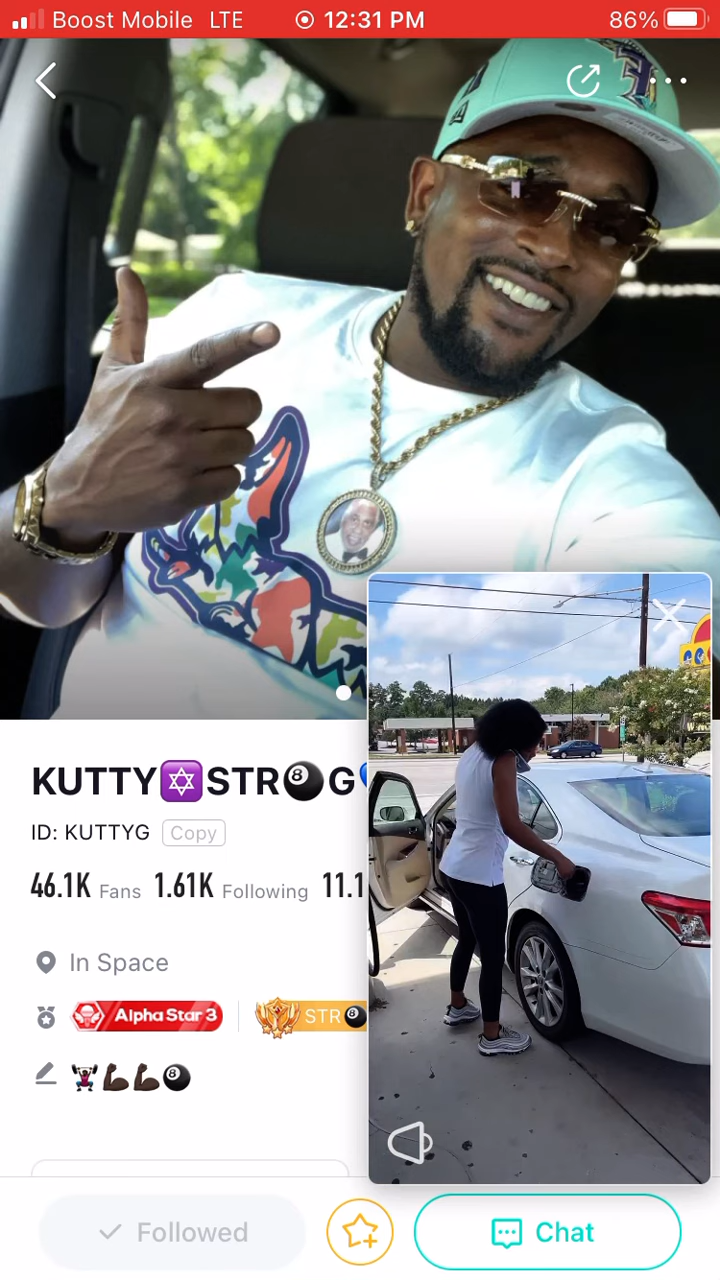 Boost Mobile LTE 12:31 PM 86%
KUTTY🔯STR🎱G
ID: KUTTYG Copy
46.1K Fans 1.61K Following 11.1
In Space
Alpha Star 3 STR🎱
🏋🏿💪🏿💪🏿🎱
Followed Chat